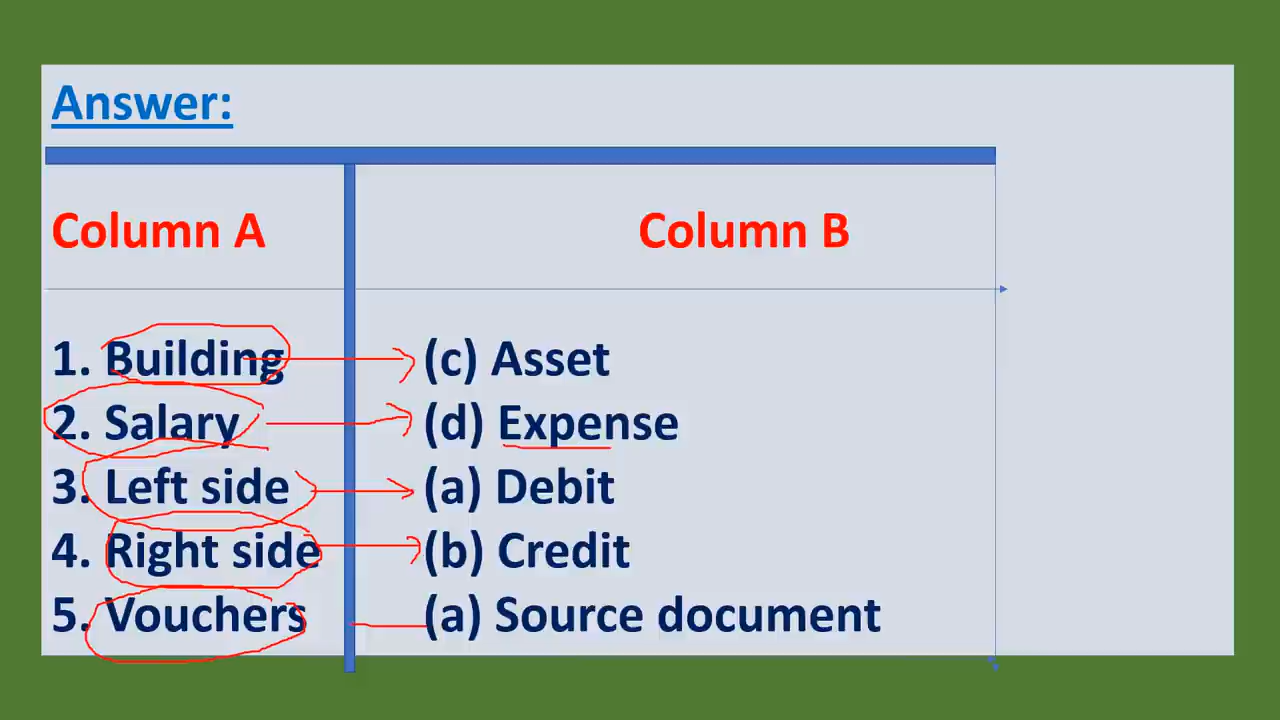 Answer:
Column A Column B
1. Building (c) Asset
2. Salary (d) Expense
3. Left side (a) Debit
4. Right side (b) Credit
5. Vouchers (a) Source document